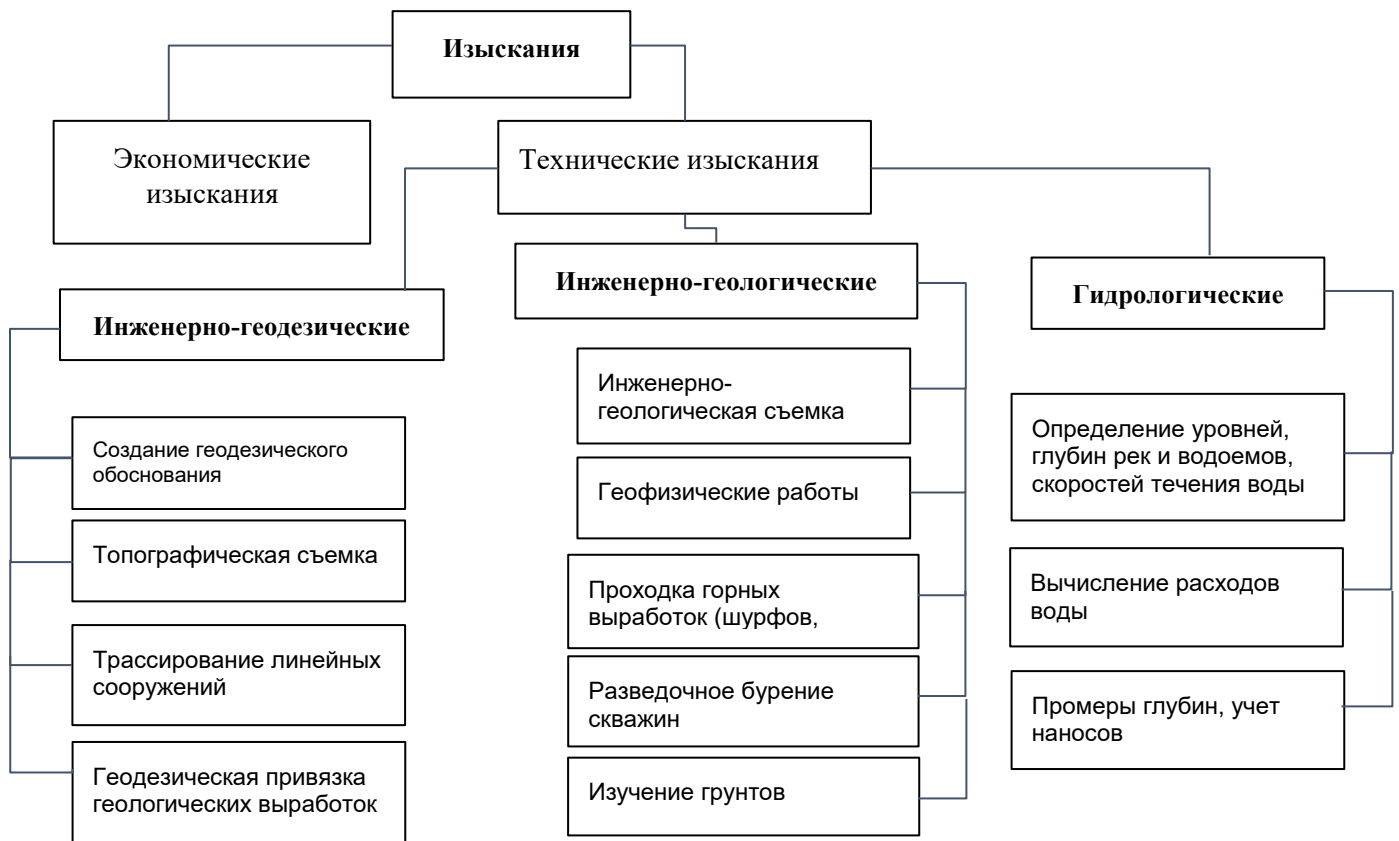 Изыскания
Экономические
изыскания
Технические изыскания
Инженерно-геодезические
Создание геодезического
обоснования
Топографическая съемка
Трассирование линейных
сооружений
Геодезическая привязка
геологических выработок
Инженерно-геологические
Инженерно-
геологическая съемка
Геофизические работы
Проходка горных
выработок (шурфов,
Разведочное бурение
скважин
Изучение грунтов
Гидрологические
Определение уровней,
глубин рек и водоемов,
скоростей течения воды
Вычисление расходов
воды
Промеры глубин, учет
наносов